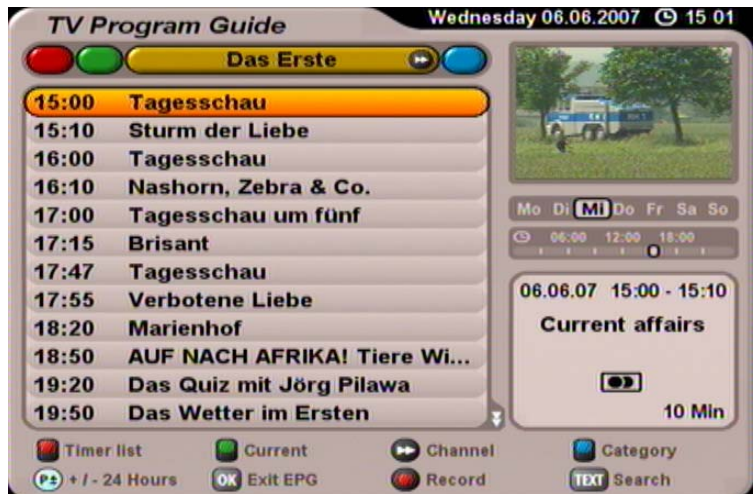 TV Program Guide
Wednesday 06.06.2007 15 01
Das Erste
15:00 Tagesschau
15:10 Sturm der Liebe
16:00 Tagesschau
16:10 Nashorn, Zebra & Co.
17:00 Tagesschau um fünf
17:15 Brisant
17:47 Tagesschau
17:55 Verbotene Liebe
18:20 Marienhof
18:50 AUF NACH AFRIKA! Tiere Wi...
19:20 Das Quiz mit Jörg Pilawa
19:50 Das Wetter im Ersten
Mo Di Mi Do Fr Sa So
06:00 12:00 18:00
06.06.07 15:00 - 15:10
Current affairs
10 Min
Timer list Current Channel Category
P± + / - 24 Hours OK Exit EPG Record TEXT Search